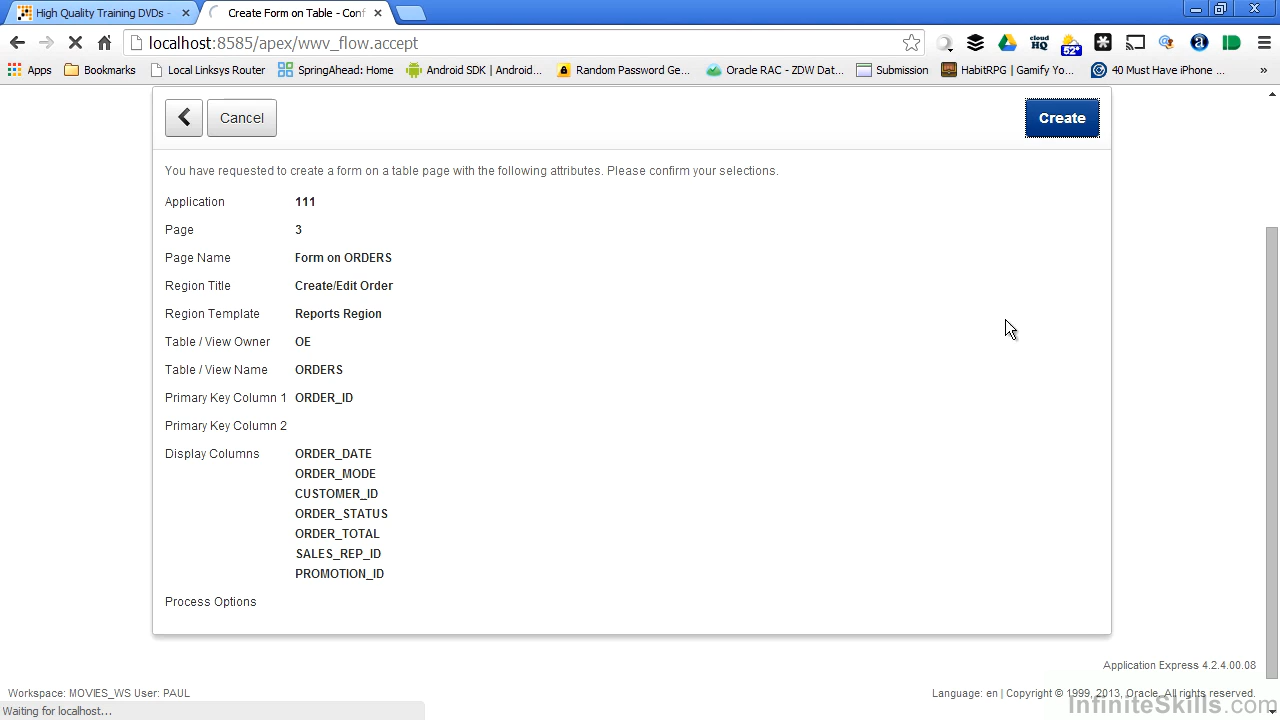 High Quality Training DVDs -
Create Form on Table - Conf
localhost:8585/apex/wwv_flow.accept
52°
Apps Bookmarks Local Linksys Router SpringAhead: Home Android SDK | Android... Random Password Ge... Oracle RAC - ZDW Dat... Submission HabitRPG | Gamify Yo... 40 Must Have iPhone ... »
Cancel
Create
You have requested to create a form on a table page with the following attributes. Please confirm your selections.
Application 111
Page 3
Page Name Form on ORDERS
Region Title Create/Edit Order
Region Template Reports Region
Table / View Owner OE
Table / View Name ORDERS
Primary Key Column 1 ORDER_ID
Primary Key Column 2
Display Columns ORDER_DATE
ORDER_MODE
CUSTOMER_ID
ORDER_STATUS
ORDER_TOTAL
SALES_REP_ID
PROMOTION_ID
Process Options
Application Express 4.2.4.00.08
Workspace: MOVIES_WS User: PAUL
Language: en | Copyright © 1999, 2013, Oracle. All rights reserved.
Waiting for localhost...
InfiniteSkills.com